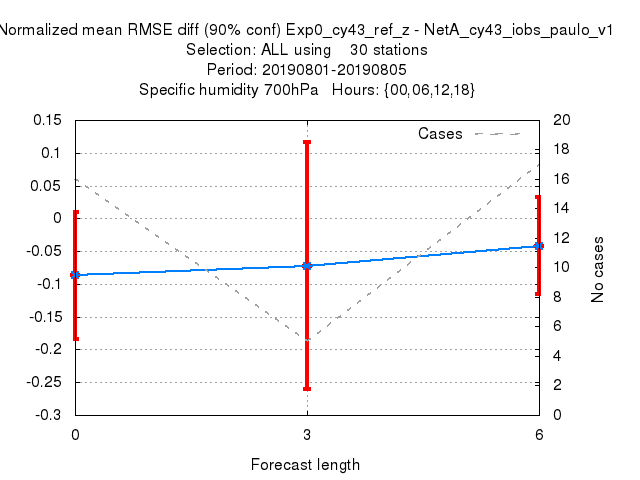 Normalized mean RMSE diff (90% conf) Exp0_cy43_ref_z - NetA_cy43_iobs_paulo_v1
Selection: ALL using 30 stations
Period: 20190801-20190805
Specific humidity 700hPa Hours: {00,06,12,18}
Cases
0.15
0.1
0.05
0
-0.05
-0.1
-0.15
-0.2
-0.25
-0.3
20
18
16
14
12
10
8
6
4
2
0
No cases
0 3 6
Forecast length